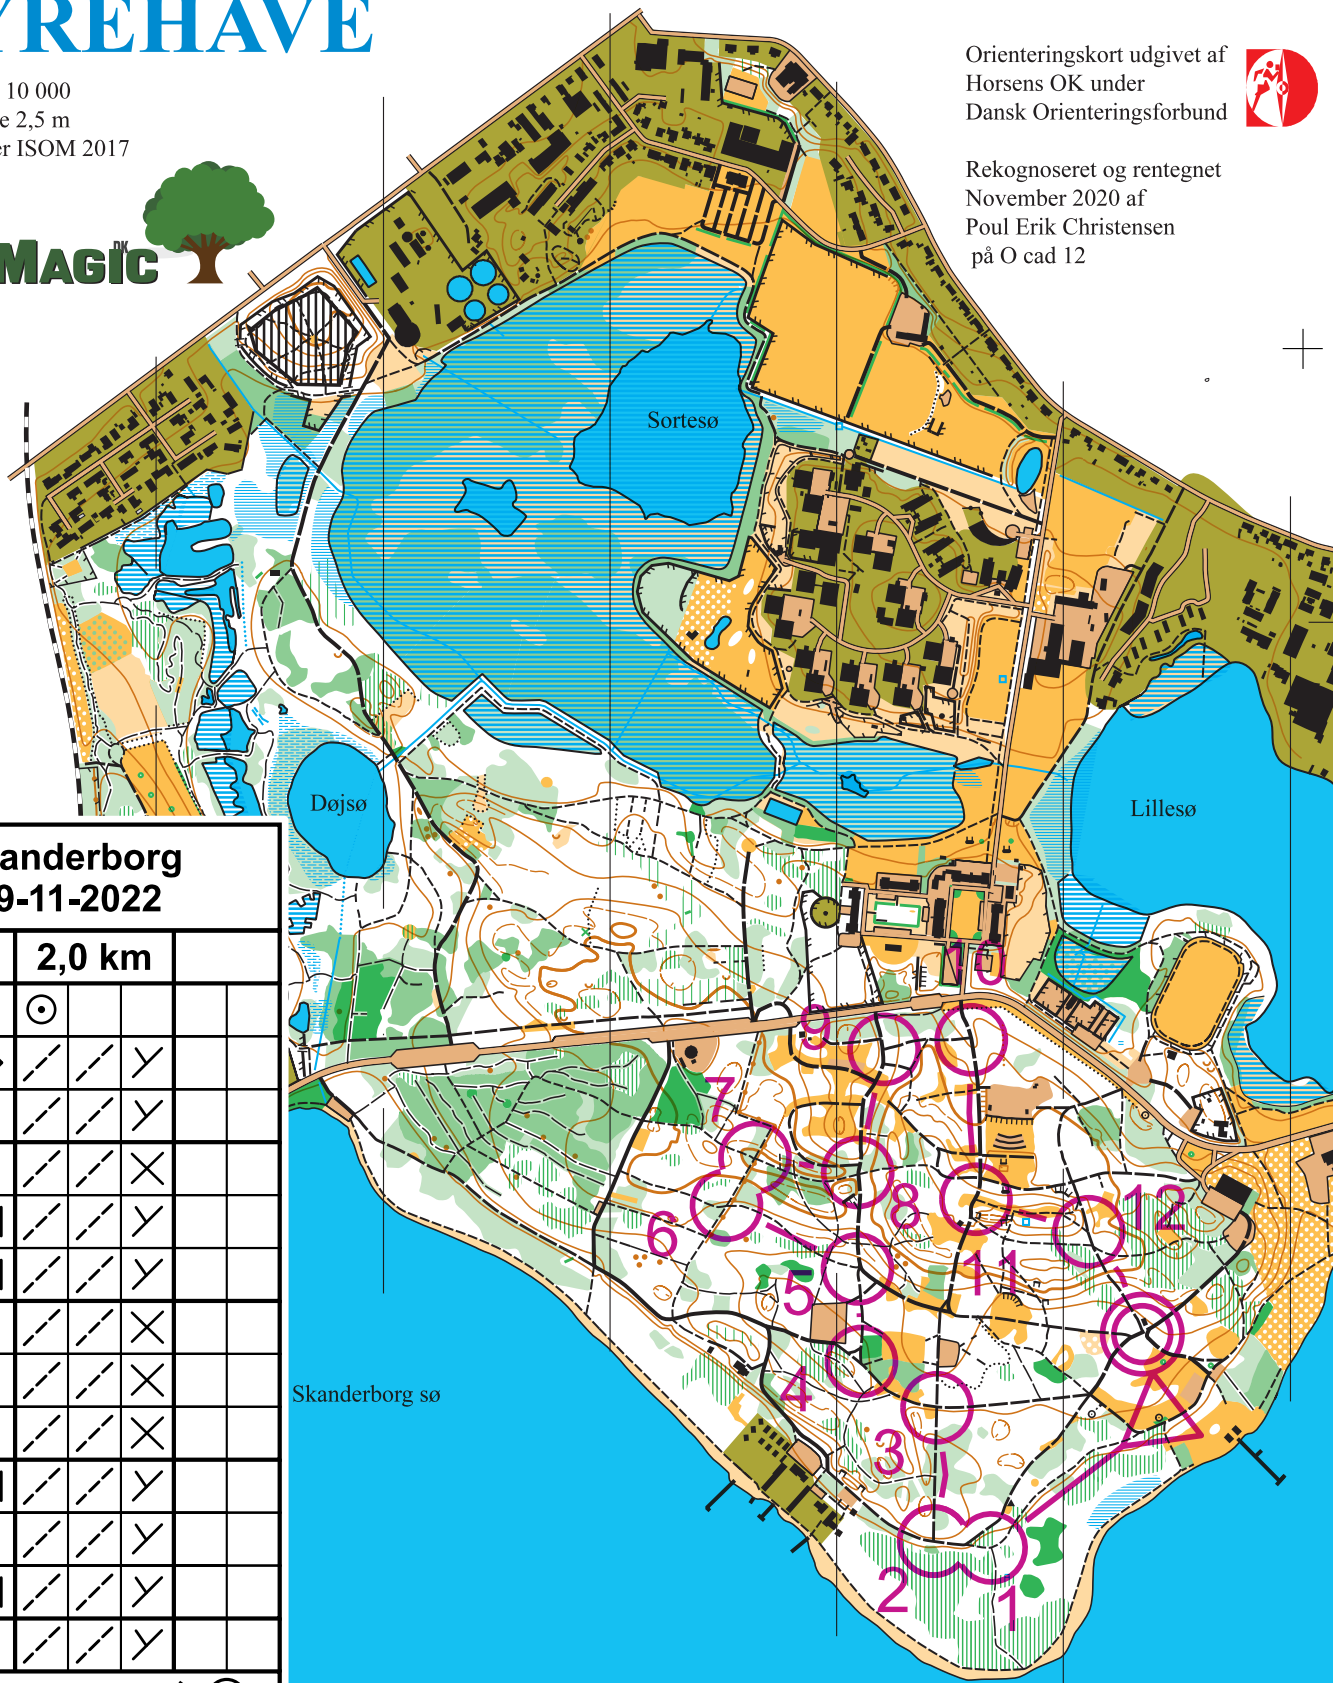 YREHAVE
10 000
e 2,5 m
er ISOM 2017
MAGIC DK
Orienteringskort udgivet af
Horsens OK under
Dansk Orienteringsforbund
Rekognoseret og rentegnet
November 2020 af
Poul Erik Christensen
på O cad 12
Sortesø
Døjsø
Lillesø
anderborg
9-11-2022
2,0 km
Skanderborg sø
10
9
7
8
12
6
11
5
4
3
2
1